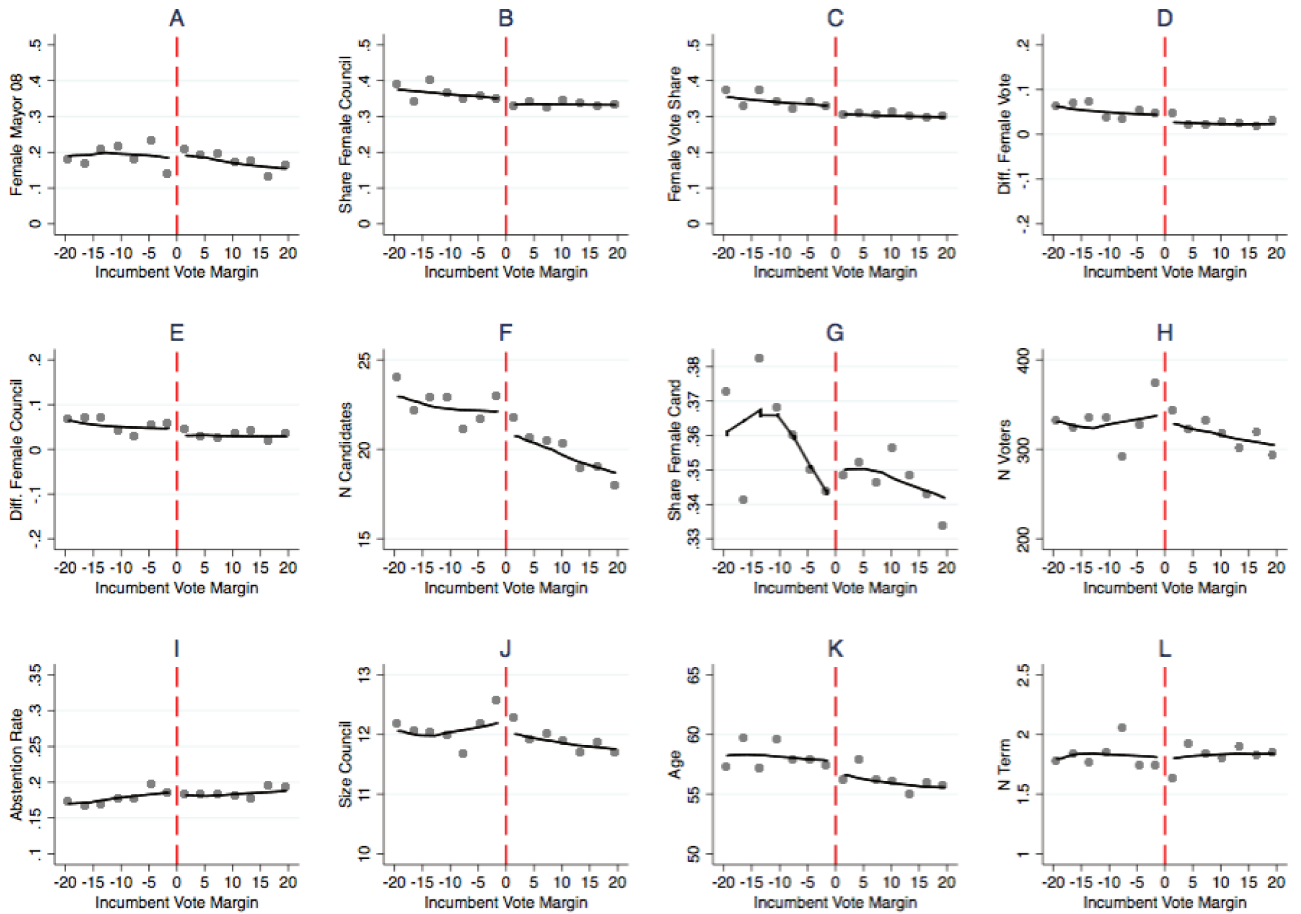 A
Female Mayor 08
.5
.4
.3
.2
.1
0
-20 -15 -10 -5 0 5 10 15 20
Incumbent Vote Margin
B
Share Female Council
.5
.4
.3
.2
.1
0
-20 -15 -10 -5 0 5 10 15 20
Incumbent Vote Margin
C
Female Vote Share
.5
.4
.3
.2
.1
0
-20 -15 -10 -5 0 5 10 15 20
Incumbent Vote Margin
D
Diff. Female Vote
.2
.1
0
-.1
-.2
-20 -15 -10 -5 0 5 10 15 20
Incumbent Vote Margin
E
Diff. Female Council
.2
.1
0
-.1
-.2
-20 -15 -10 -5 0 5 10 15 20
Incumbent Vote Margin
F
N Candidates
25
20
15
-20 -15 -10 -5 0 5 10 15 20
Incumbent Vote Margin
G
Share Female Cand
.38
.37
.36
.35
.34
.33
-20 -15 -10 -5 0 5 10 15 20
Incumbent Vote Margin
H
N Voters
400
300
200
-20 -15 -10 -5 0 5 10 15 20
Incumbent Vote Margin
I
Abstention Rate
.35
.3
.25
.2
.15
.1
-20 -15 -10 -5 0 5 10 15 20
Incumbent Vote Margin
J
Size Council
13
12
11
10
-20 -15 -10 -5 0 5 10 15 20
Incumbent Vote Margin
K
Age
65
60
55
50
-20 -15 -10 -5 0 5 10 15 20
Incumbent Vote Margin
L
N Term
2.5
2
1.5
1
-20 -15 -10 -5 0 5 10 15 20
Incumbent Vote Margin